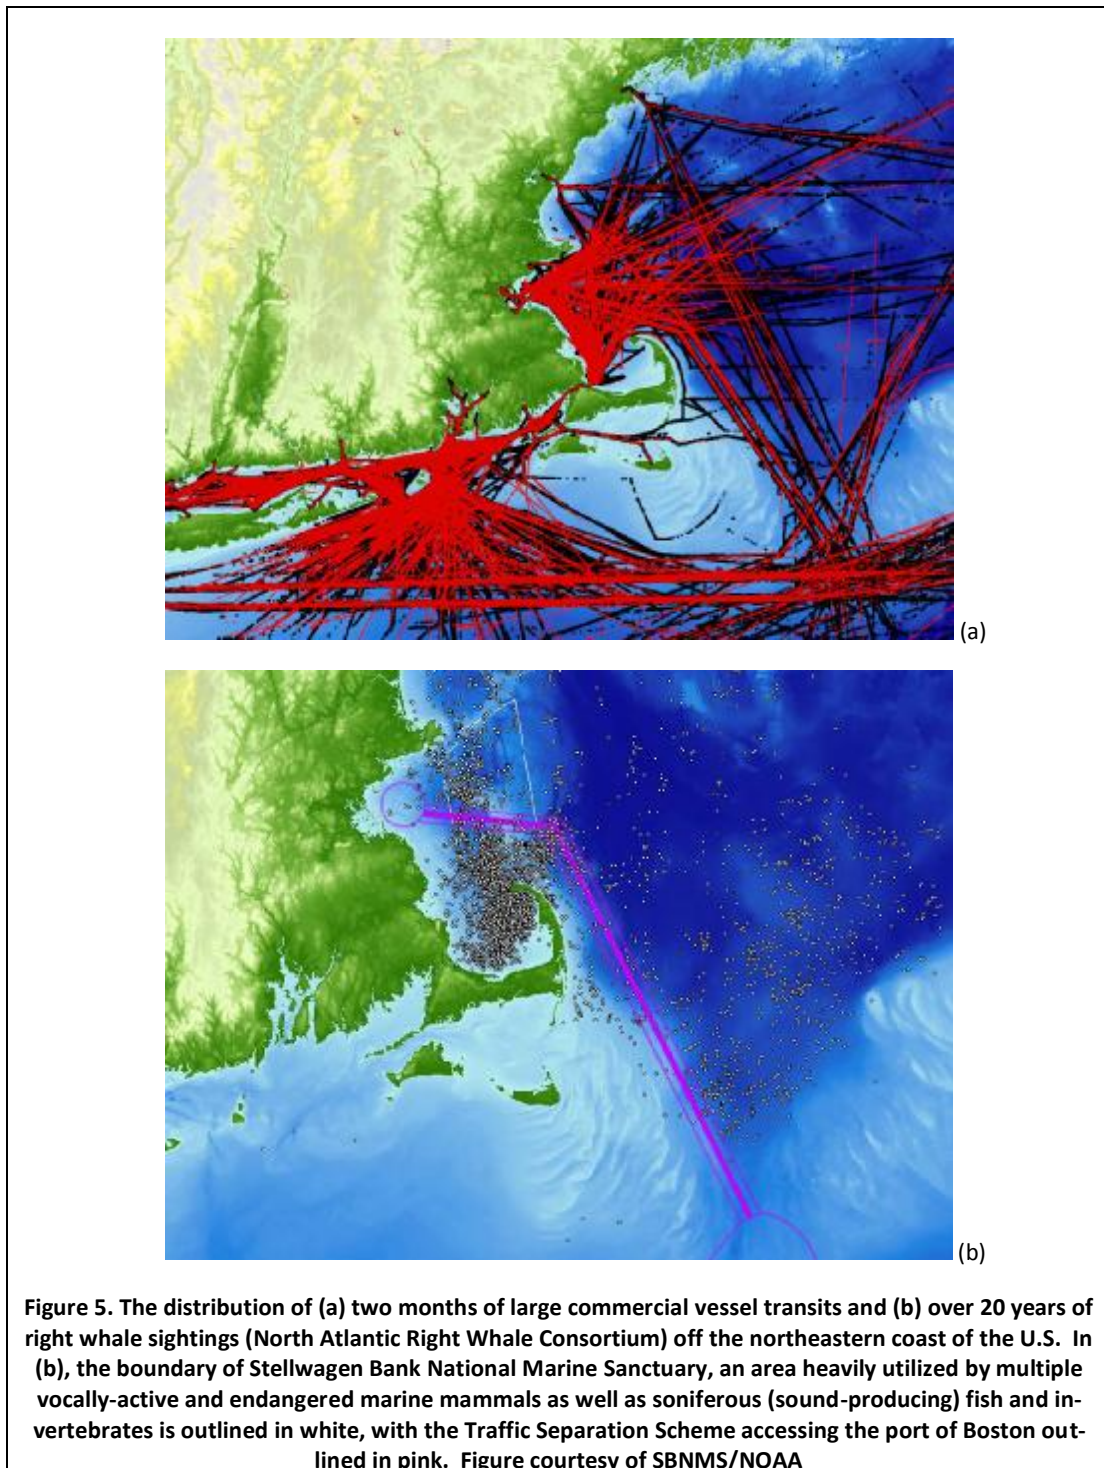 (a)
(b)
Figure 5. The distribution of (a) two months of large commercial vessel transits and (b) over 20 years of
right whale sightings (North Atlantic Right Whale Consortium) off the northeastern coast of the U.S. In
(b), the boundary of Stellwagen Bank National Marine Sanctuary, an area heavily utilized by multiple
vocally-active and endangered marine mammals as well as soniferous (sound-producing) fish and in-
vertebrates is outlined in white, with the Traffic Separation Scheme accessing the port of Boston out-
lined in pink. Figure courtesy of SBNMS/NOAA